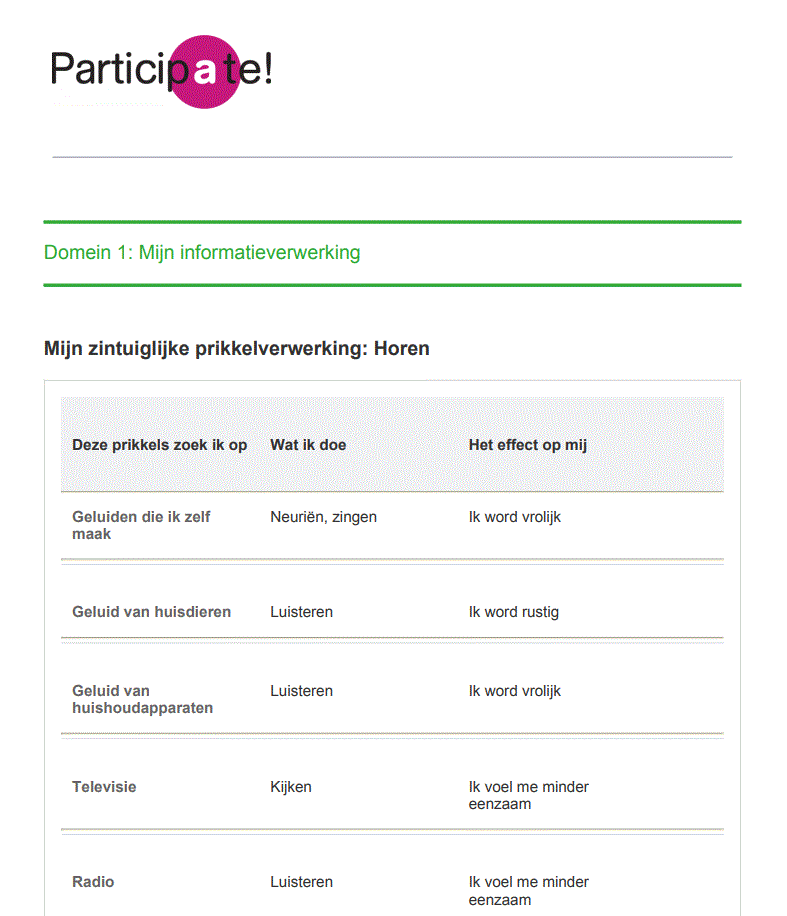 Participate!
Domein 1: Mijn informatieverwerking
Mijn zintuiglijke prikkelverwerking: Horen
Deze prikkels zoek ik op Wat ik doe Het effect op mij
Geluiden die ik zelf Neuriën, zingen Ik word vrolijk
maak
Geluid van huisdieren Luisteren Ik word rustig
Geluid van Luisteren Ik word vrolijk
huishoudapparaten
Televisie Kijken Ik voel me minder
eenzaam
Radio Luisteren Ik voel me minder
eenzaam